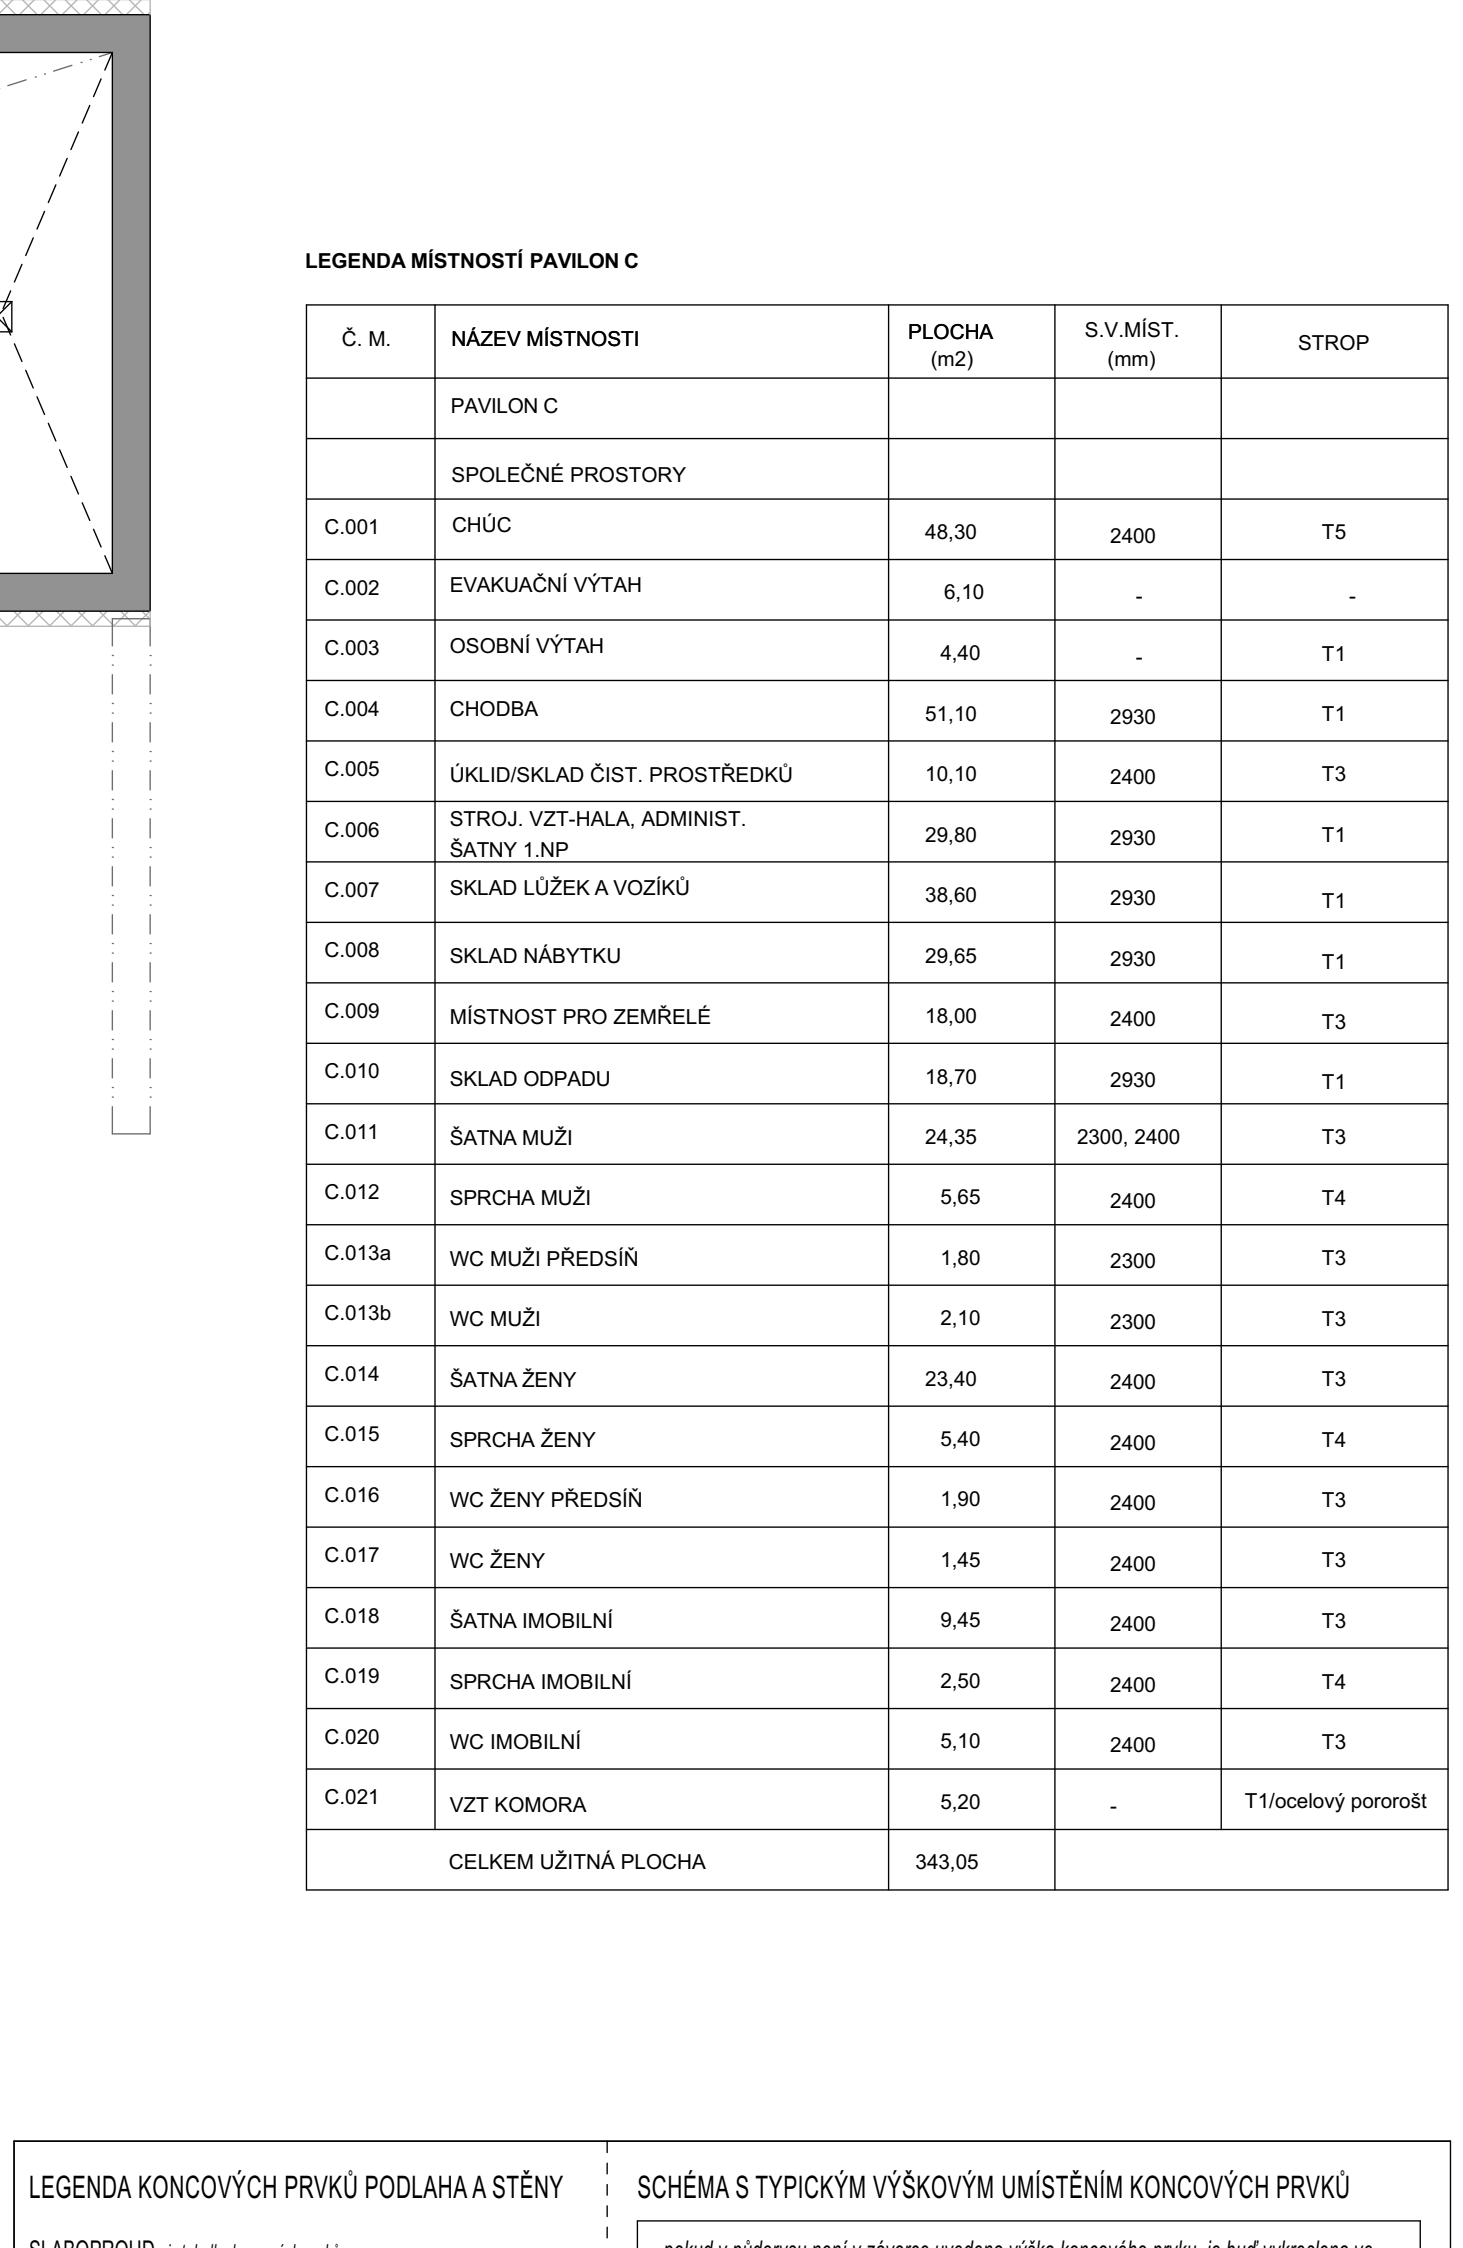 LEGENDA MÍSTNOSTÍ PAVILON C
Č. M. NÁZEV MÍSTNOSTI PLOCHA (m2) S.V.MÍST. (mm) STROP
PAVILON C
SPOLEČNÉ PROSTORY
C.001 CHÚC 48,30 2400 T5
C.002 EVAKUAČNÍ VÝTAH 6,10 - -
C.003 OSOBNÍ VÝTAH 4,40 - T1
C.004 CHODBA 51,10 2930 T1
C.005 ÚKLID/SKLAD ČIST. PROSTŘEDKŮ 10,10 2400 T3
C.006 STROJ. VZT-HALA, ADMINIST.
ŠATNY 1.NP 29,80 2930 T1
C.007 SKLAD LŮŽEK A VOZÍKŮ 38,60 2930 T1
C.008 SKLAD NÁBYTKU 29,65 2930 T1
C.009 MÍSTNOST PRO ZEMŘELÉ 18,00 2400 T3
C.010 SKLAD ODPADU 18,70 2930 T1
C.011 ŠATNA MUŽI 24,35 2300, 2400 T3
C.012 SPRCHA MUŽI 5,65 2400 T4
C.013a WC MUŽI PŘEDSÍŇ 1,80 2300 T3
C.013b WC MUŽI 2,10 2300 T3
C.014 ŠATNA ŽENY 23,40 2400 T3
C.015 SPRCHA ŽENY 5,40 2400 T4
C.016 WC ŽENY PŘEDSÍŇ 1,90 2400 T3
C.017 WC ŽENY 1,45 2400 T3
C.018 ŠATNA IMOBILNÍ 9,45 2400 T3
C.019 SPRCHA IMOBILNÍ 2,50 2400 T4
C.020 WC IMOBILNÍ 5,10 2400 T3
C.021 VZT KOMORA 5,20 - T1/ocelový pororošt
CELKEM UŽITNÁ PLOCHA 343,05
LEGENDA KONCOVÝCH PRVKŮ PODLAHA A STĚNY
SCHÉMA S TYPICKÝM VÝŠKOVÝM UMÍSTĚNÍM KONCOVÝCH PRVKŮ
SLABOPROUD